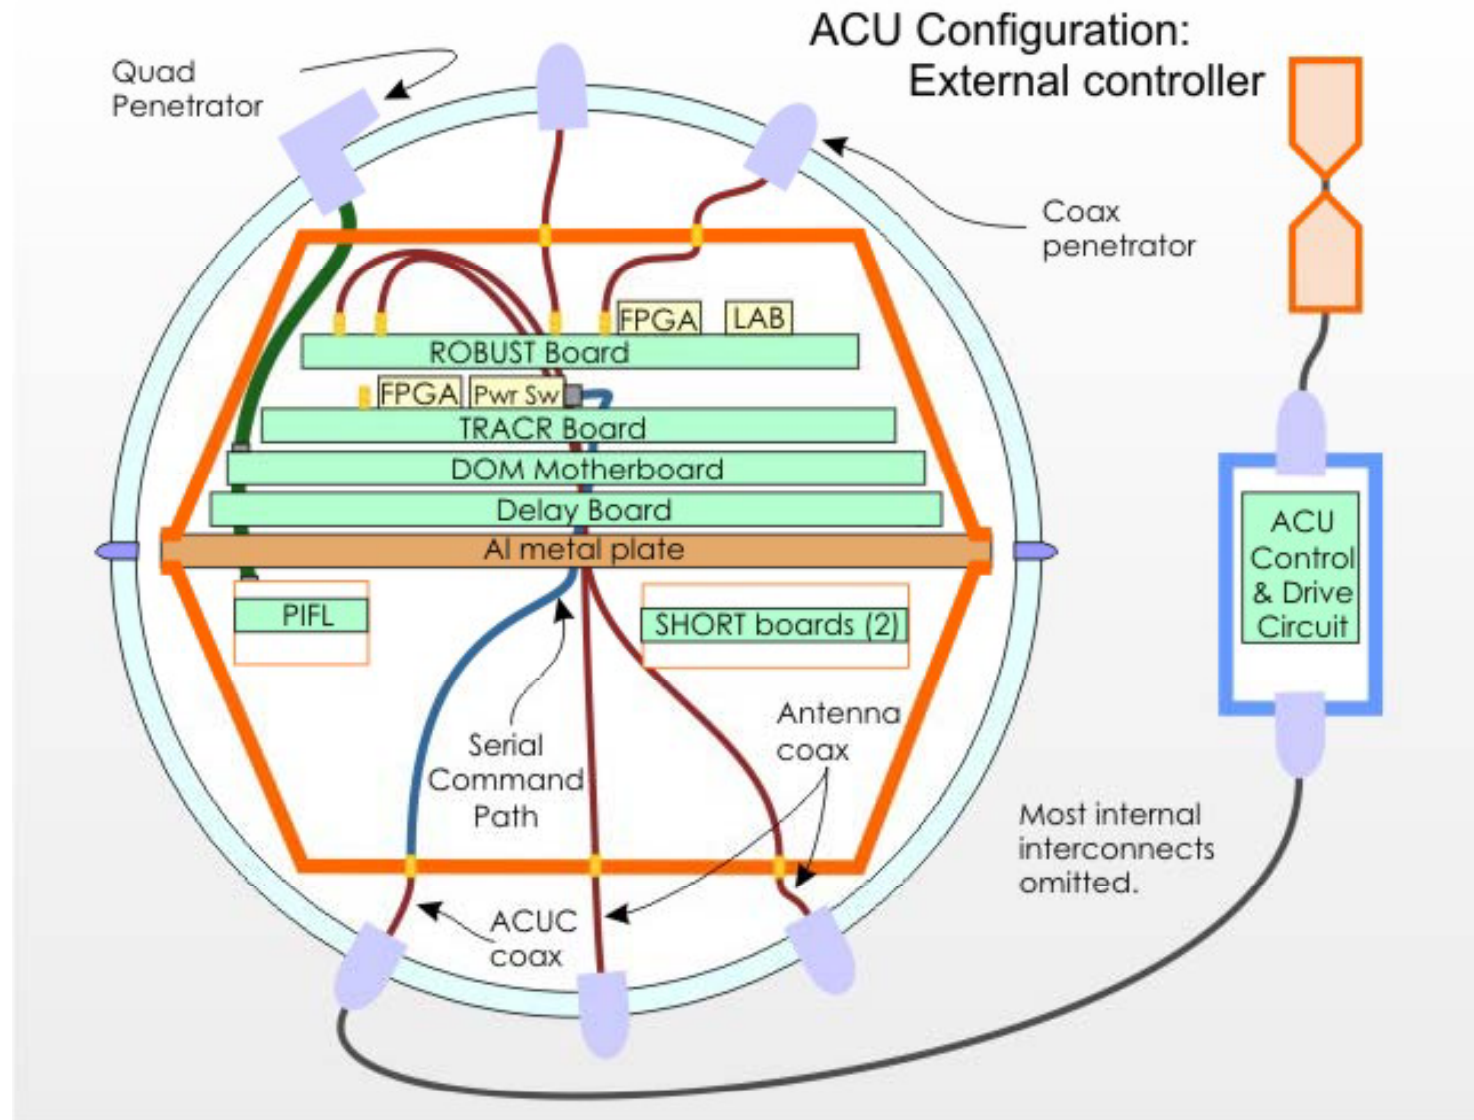 ACU Configuration:
External controller
Quad
Penetrator
Coax
penetrator
FPGA
LAB
ROBUST Board
FPGA
Pwr Sw
TRACR Board
DOM Motherboard
Delay Board
Al metal plate
PIFL
SHORT boards (2)
ACU
Control
& Drive
Circuit
Serial
Command
Path
Antenna
coax
ACUC
coax
Most internal
interconnects
omitted.